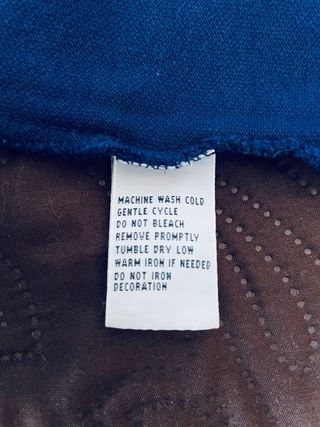 MACHINE WASH COLD
GENTLE CYCLE
DO NOT BLEACH
REMOVE PROMPTLY
TUMBLE DRY LOW
WARM IRON IF NEEDED
DO NOT IRON
DECORATION